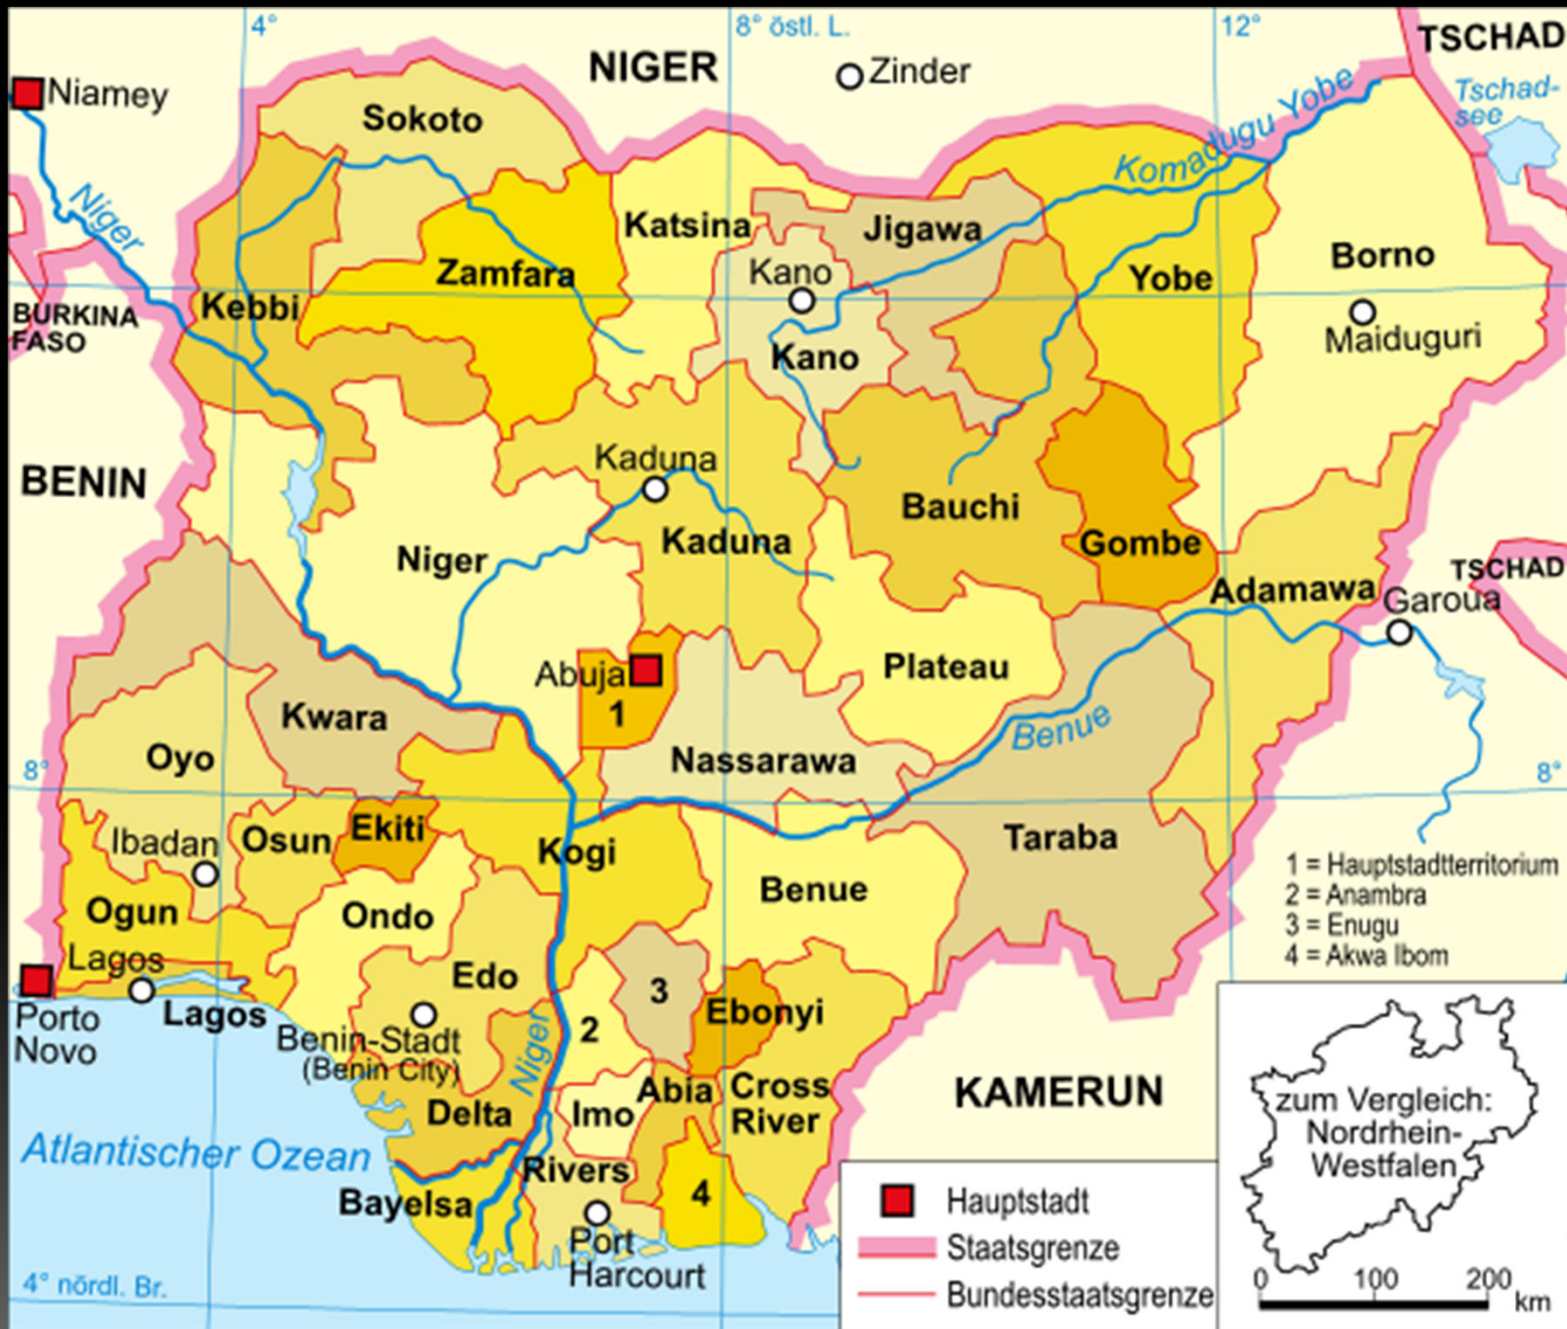 4°
8° östl. L.
12°
TSCHAD
NIGER
Zinder
Niamey
Tschad-
see
Sokoto
Komadugu Yobe
Niger
Katsina
Jigawa
Borno
Zamfara
Kano
Yobe
Kebbi
BURKINA
FASO
Maiduguri
Kano
BENIN
Kaduna
Bauchi
Kaduna
Gombe
Niger
TSCHAD
Adamawa
Garoua
Abuja
Plateau
1
Kwara
Benue
Oyo
Nassarawa
8°
8°
Ibadan
Osun
Ekiti
Kogi
Taraba
1 = Hauptstadtterritorium
2 = Anambra
3 = Enugu
4 = Akwa Ibom
Benue
Ogun
Ondo
Lagos
Edo
3
Ebonyi
Lagos
2
Porto
Novo
Benin-Stadt
(Benin City)
Niger
Abia
Cross
River
KAMERUN
Delta
Imo
Atlantischer Ozean
Rivers
Bayelsa
4
Port
Harcourt
4° nördl. Br.
Hauptstadt
Staatsgrenze
Bundesstaatsgrenze
zum Vergleich:
Nordrhein-
Westfalen
0 100 200
km